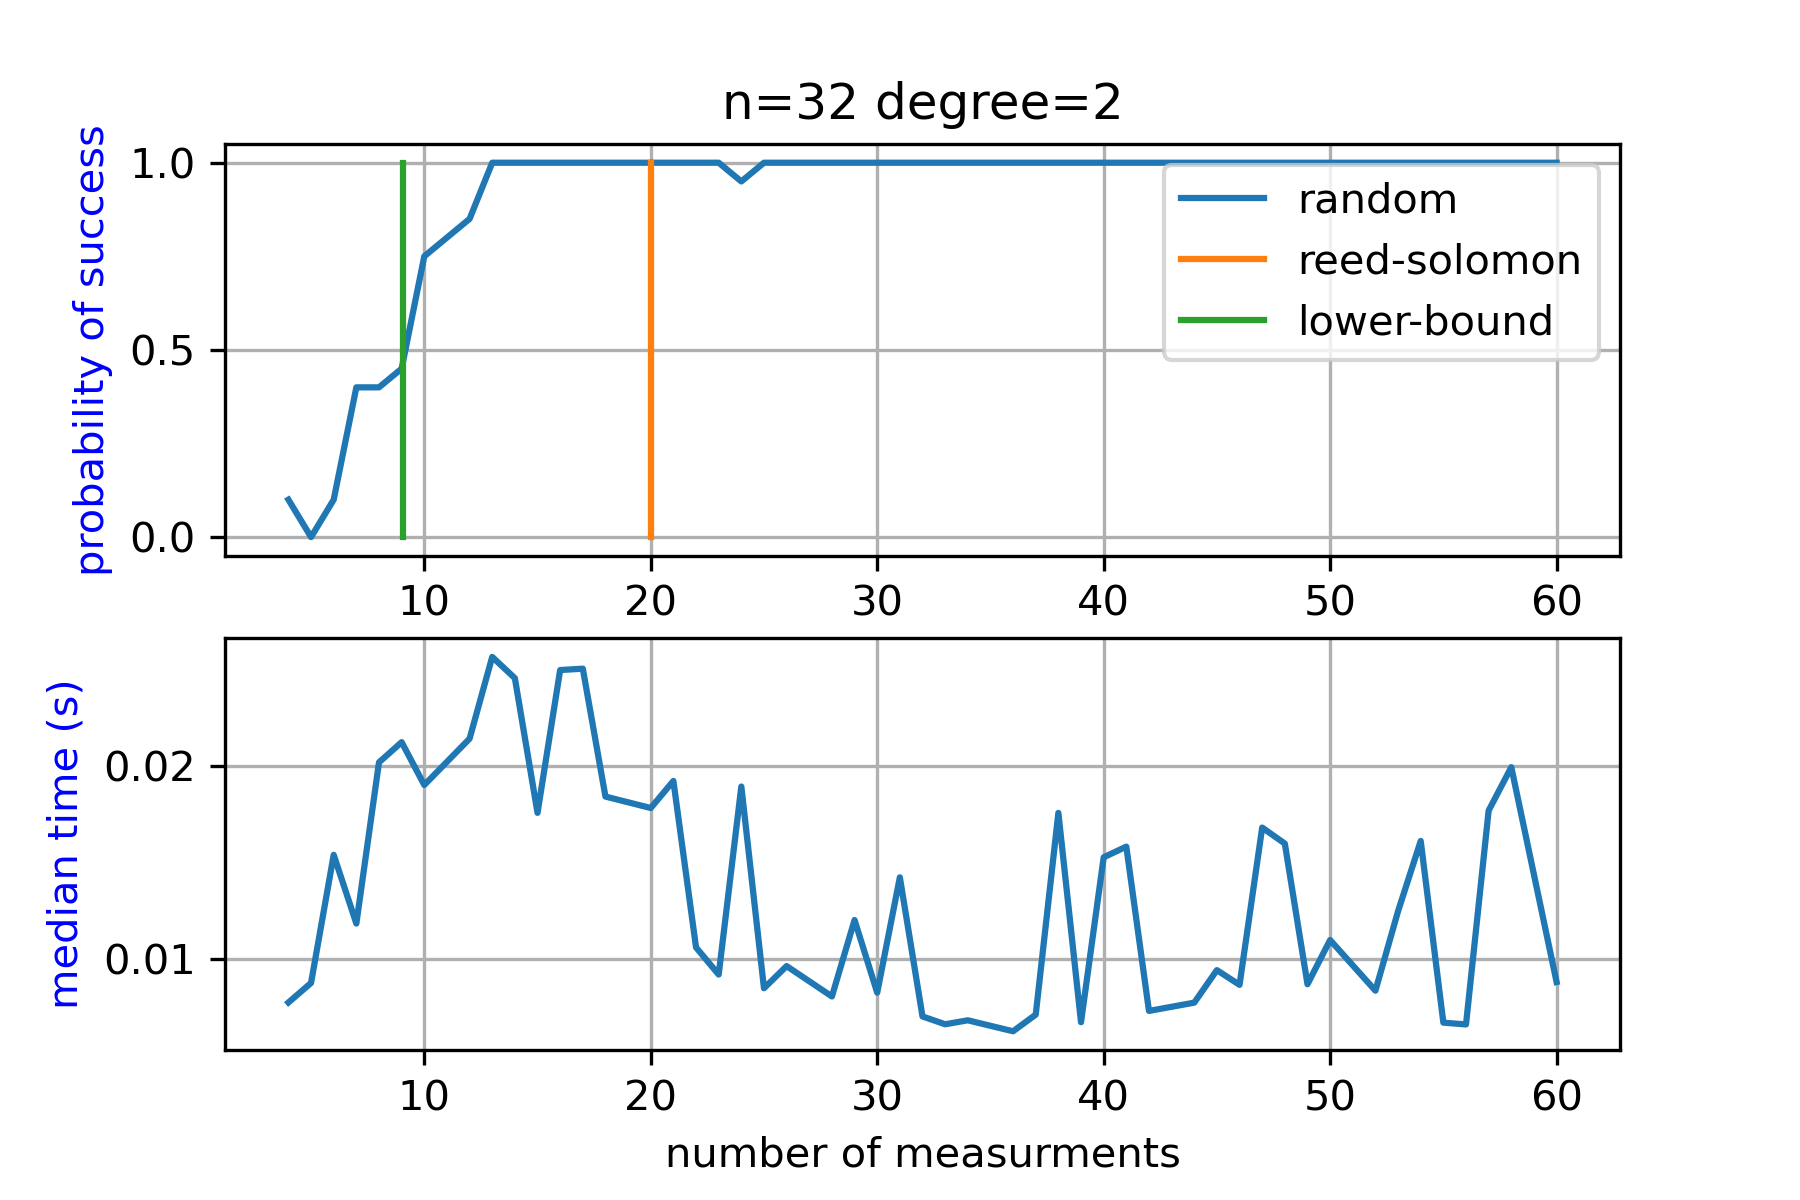 n=32 degree=2
probability of success
1.0
0.5
0.0
random
reed-solomon
lower-bound
10 20 30 40 50 60
median time (s)
0.02
0.01
10 20 30 40 50 60
number of measurments